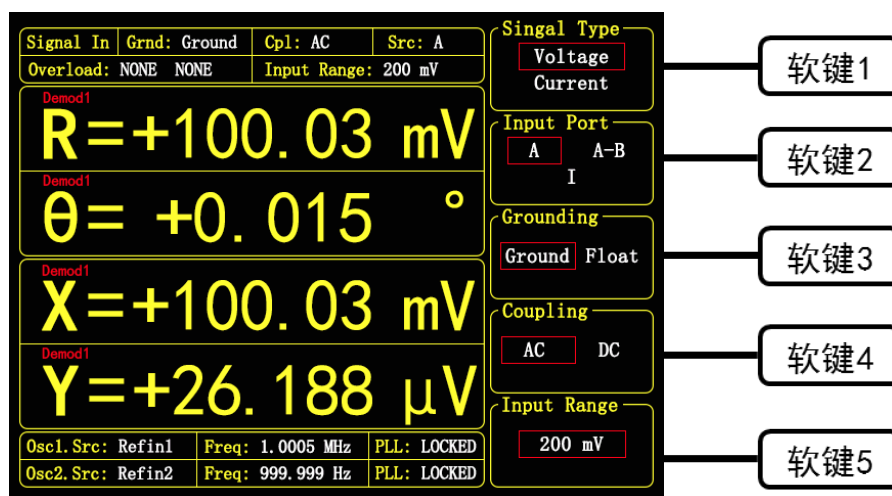 Signal In Grnd: Ground Cpl: AC Src: A
Overload: NONE NONE Input Range: 200 mV
Demod1
R=+100.03 mV
Demod1
θ= +0.015 °
Demod1
X=+100.03 mV
Demod1
Y=+26.188 μV
Osc1.Src: Refin1 Freq: 1.0005 MHz PLL: LOCKED
Osc2.Src: Refin2 Freq: 999.999 Hz PLL: LOCKED
Singal Type
Voltage
Current
Input Port
A A-B
I
Grounding
Ground Float
Coupling
AC DC
Input Range
200 mV
软键1
软键2
软键3
软键4
软键5